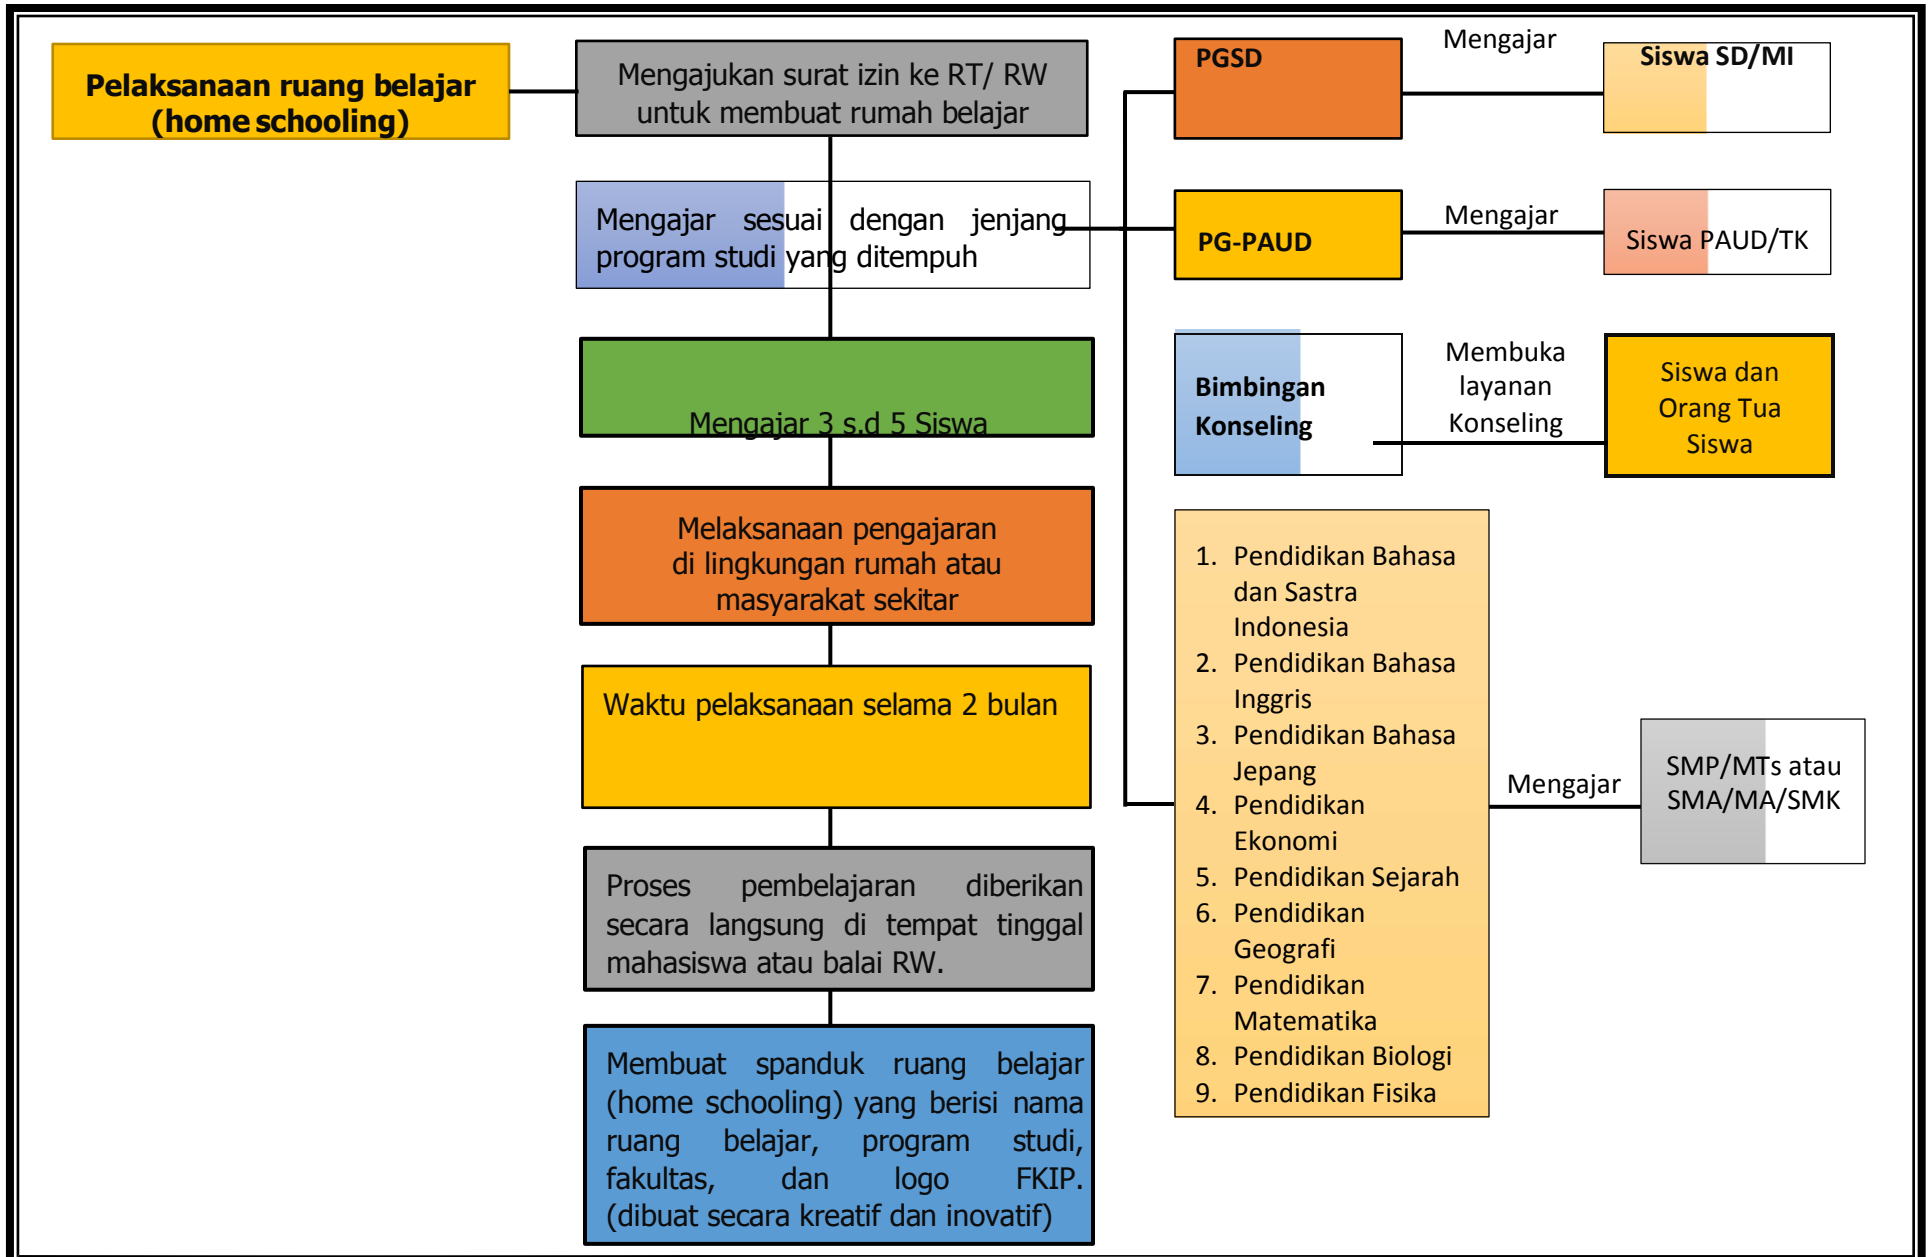 Pelaksanaan ruang belajar
(home schooling)
Mengajukan surat izin ke RT/ RW
untuk membuat rumah belajar
Mengajar sesuai dengan jenjang
program studi yang ditempuh
Mengajar 3 s.d 5 Siswa
Melaksanaan pengajaran
di lingkungan rumah atau
masyarakat sekitar
Waktu pelaksanaan selama 2 bulan
Proses pembelajaran diberikan
secara langsung di tempat tinggal
mahasiswa atau balai RW.
Membuat spanduk ruang belajar
(home schooling) yang berisi nama
ruang belajar, program studi,
fakultas, dan logo FKIP.
(dibuat secara kreatif dan inovatif)
PGSD
Mengajar
Siswa SD/MI
PG-PAUD
Mengajar
Siswa PAUD/TK
Bimbingan
Konseling
Membuka
layanan
Konseling
Siswa dan
Orang Tua
Siswa
1. Pendidikan Bahasa
dan Sastra
Indonesia
2. Pendidikan Bahasa
Inggris
3. Pendidikan Bahasa
Jepang
4. Pendidikan
Ekonomi
5. Pendidikan Sejarah
6. Pendidikan
Geografi
7. Pendidikan
Matematika
8. Pendidikan Biologi
9. Pendidikan Fisika
Mengajar
SMP/MTs atau
SMA/MA/SMK